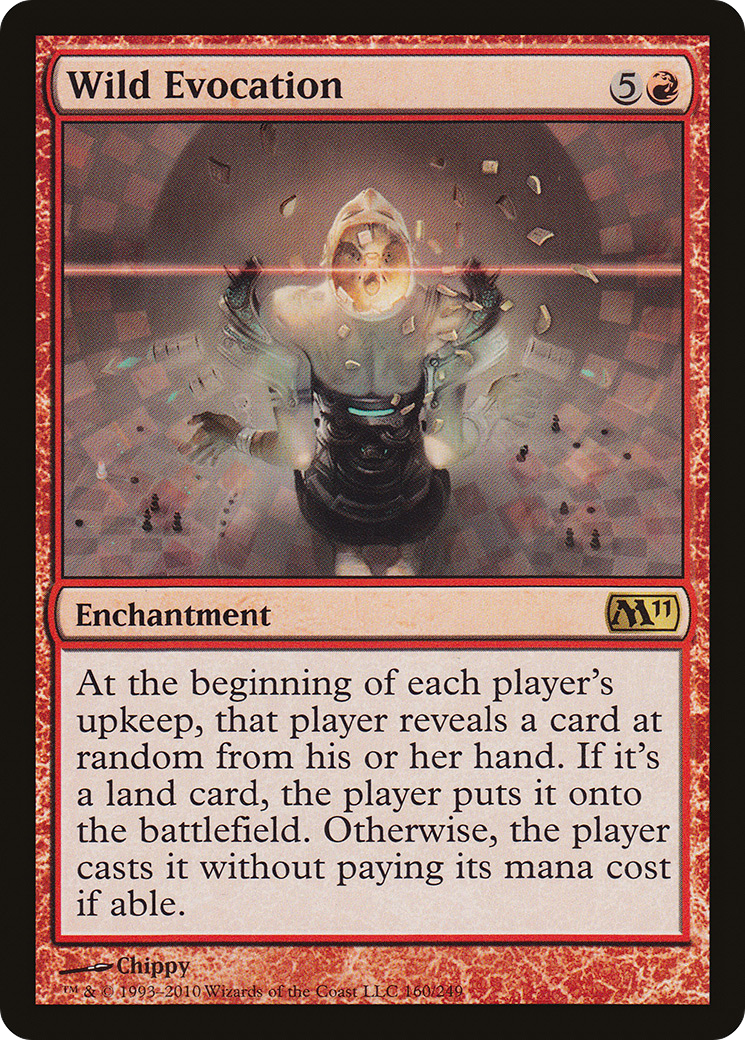 Wild Evocation 5
Enchantment M11
At the beginning of each player's
upkeep, that player reveals a card at
random from his or her hand. If it's
a land card, the player puts it onto
the battlefield. Otherwise, the player
casts it without paying its mana cost
if able.
Chippy
™ & © 1993–2010 Wizards of the Coast LLC 160/249